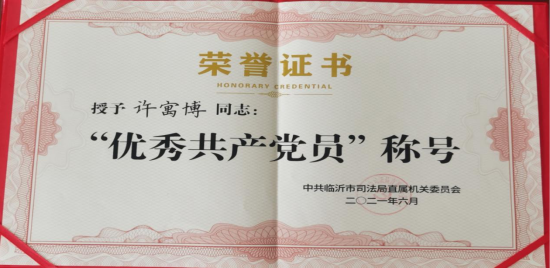 荣誉证书
HONORARY CREDENTIAL
授予 许寓博 同志：
“优秀共产党员”称号
中共临沂市司法局直属机关委员会
二〇二一年六月